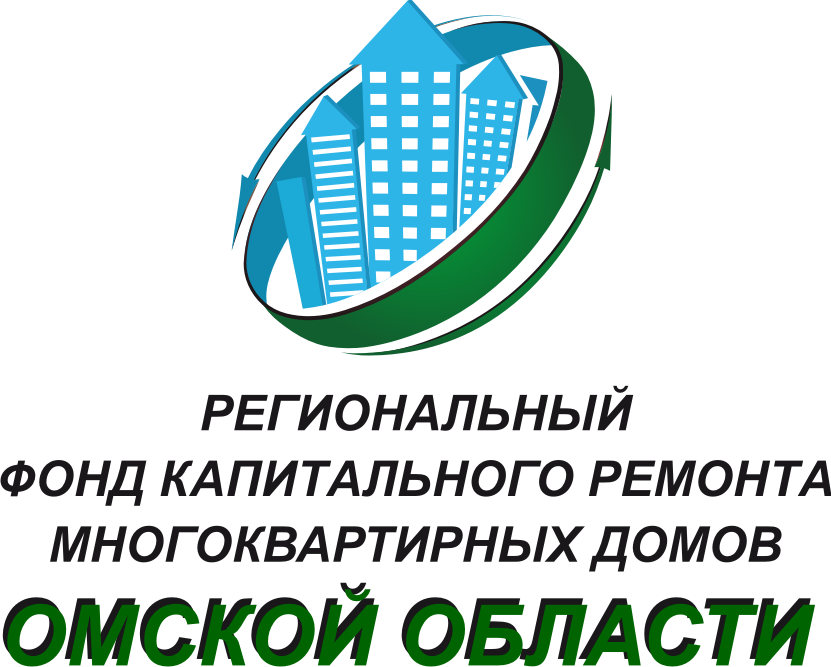 РЕГИОНАЛЬНЫЙ
ФОНД КАПИТАЛЬНОГО РЕМОНТА
МНОГОКВАРТИРНЫХ ДОМОВ
ОМСКОЙ ОБЛАСТИ